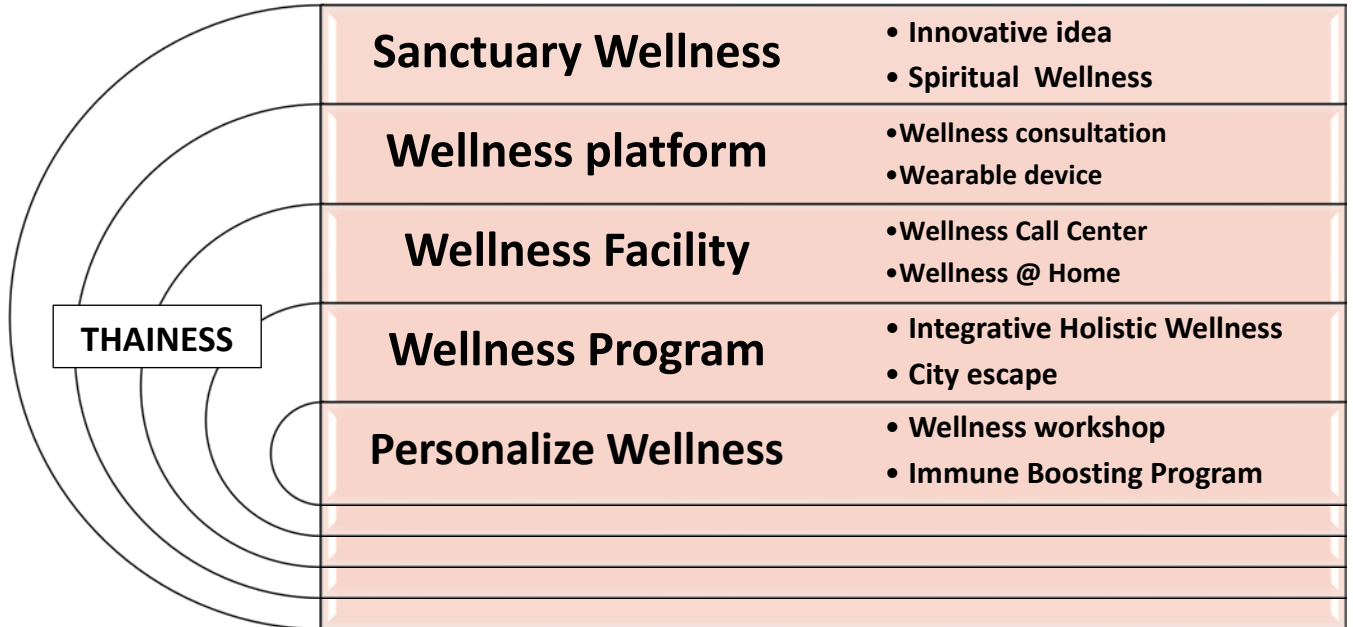 Sanctuary Wellness
• Innovative idea
• Spiritual Wellness
Wellness platform
•Wellness consultation
•Wearable device
Wellness Facility
•Wellness Call Center
•Wellness @ Home
THAINESS
Wellness Program
• Integrative Holistic Wellness
• City escape
Personalize Wellness
• Wellness workshop
• Immune Boosting Program